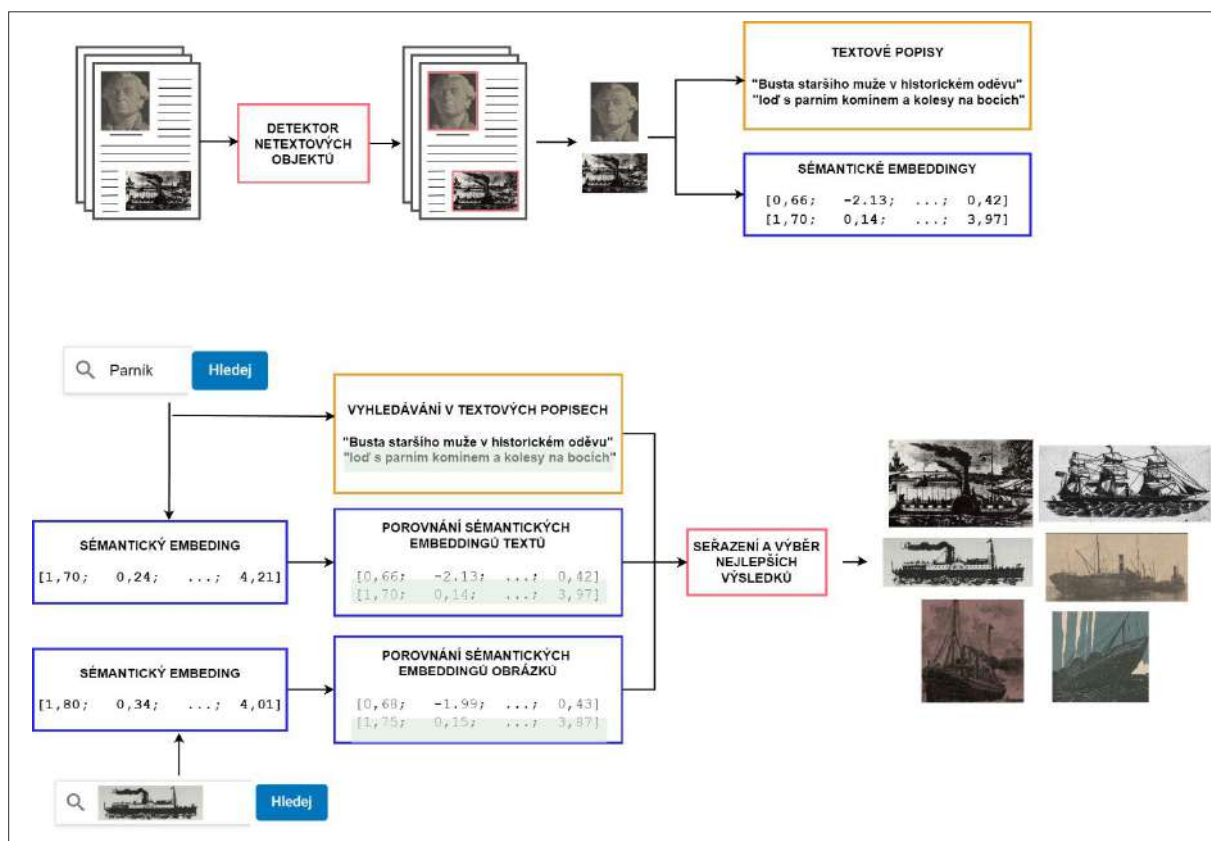 TEXTOVÉ POPISY
"Busta staršího muže v historickém oděvu"
"loď s parním komínem a kolesy na bocích"
DETEKTOR
NETEXTOVÝCH
OBJEKTŮ
SÉMANTICKÉ EMBEDDINGY
[0,66; -2.13; ...; 0,42]
[1,70; 0,14; ...; 3,97]
Parník
Hledej
VYHLEDÁVÁNÍ V TEXTOVÝCH POPISECH
"Busta staršího muže v historickém oděvu"
"loď s parním komínem a kolesy na bocích"
SÉMANTICKÝ EMBEDING
[1,70; 0,24; ...; 4,21]
POROVNÁNÍ SÉMANTICKÝCH
EMBEDDINGŮ TEXTŮ
[0,66; -2.13; ...; 0,42]
[1,70; 0,14; ...; 3,97]
SEŘAZENÍ A VÝBĚR
NEJLEPŠÍCH
VÝSLEDKŮ
SÉMANTICKÝ EMBEDING
[1,80; 0,34; ...; 4,01]
POROVNÁNÍ SÉMANTICKÝCH
EMBEDDINGŮ OBRÁZKŮ
[0,68; -1.99; ...; 0,43]
[1,75; 0,15; ...; 3,87]
Hledej